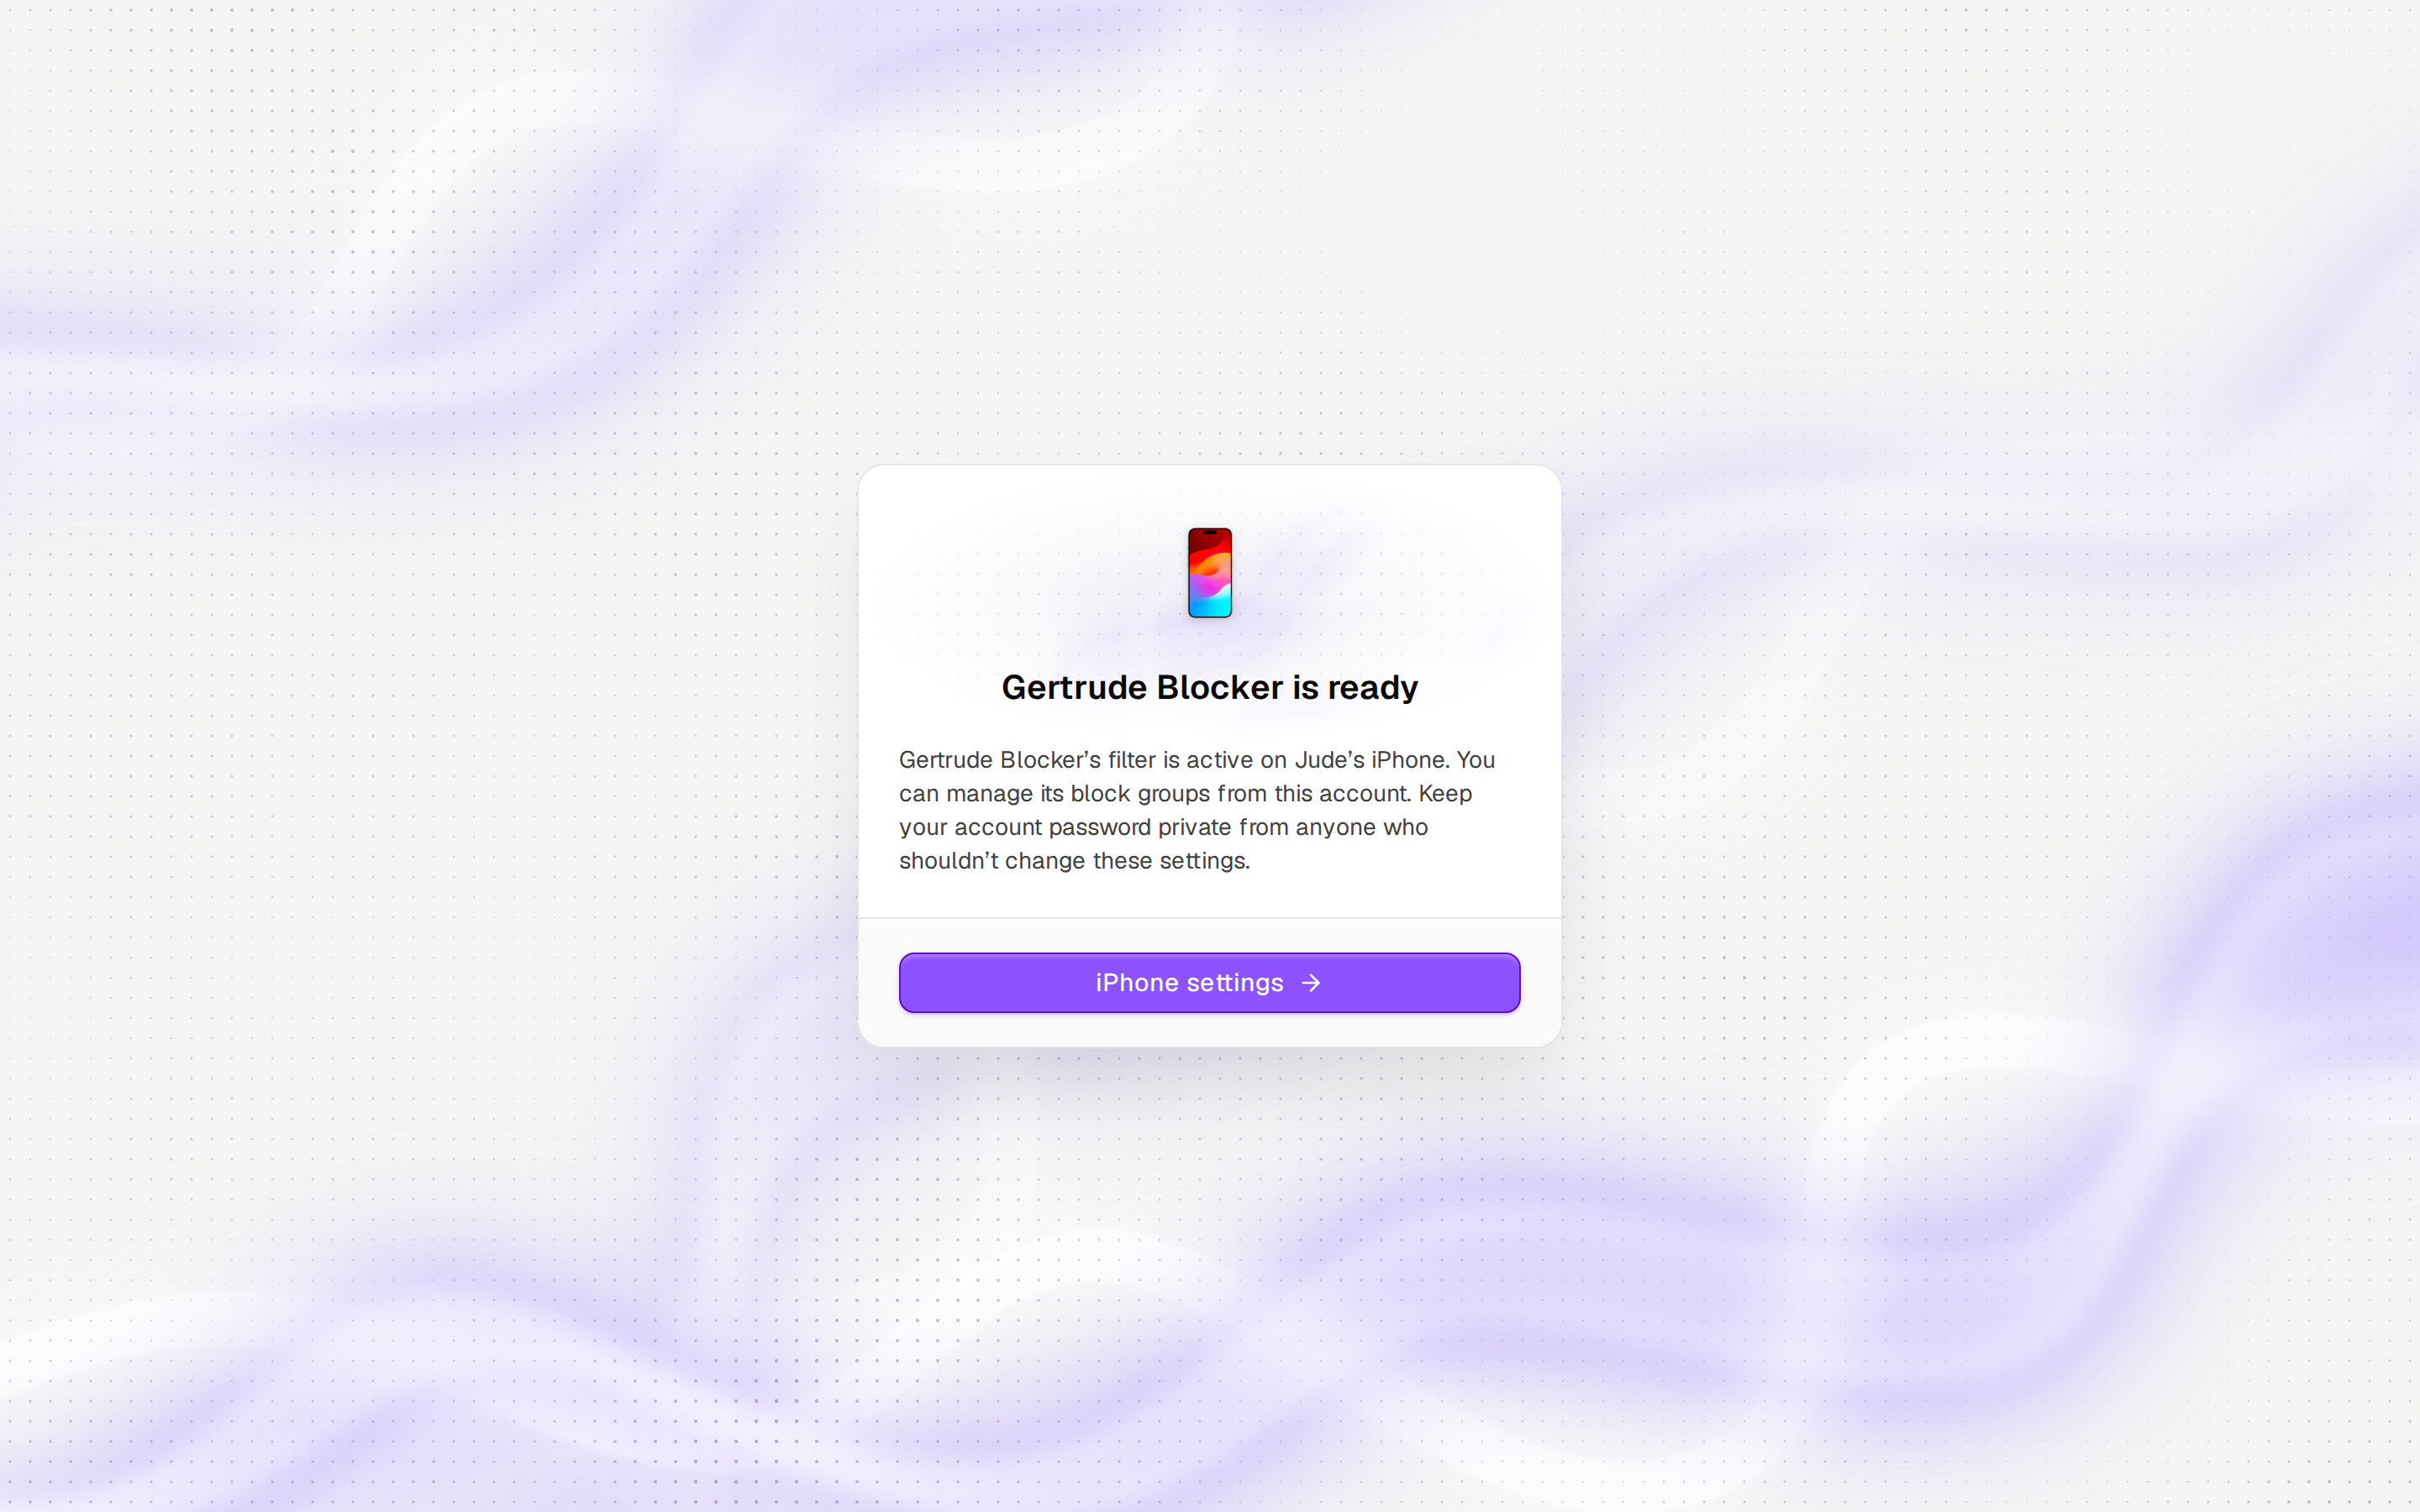 Gertrude Blocker is ready
Gertrude Blocker’s filter is active on Jude’s iPhone. You
can manage its block groups from this account. Keep
your account password private from anyone who
shouldn’t change these settings.
iPhone settings →